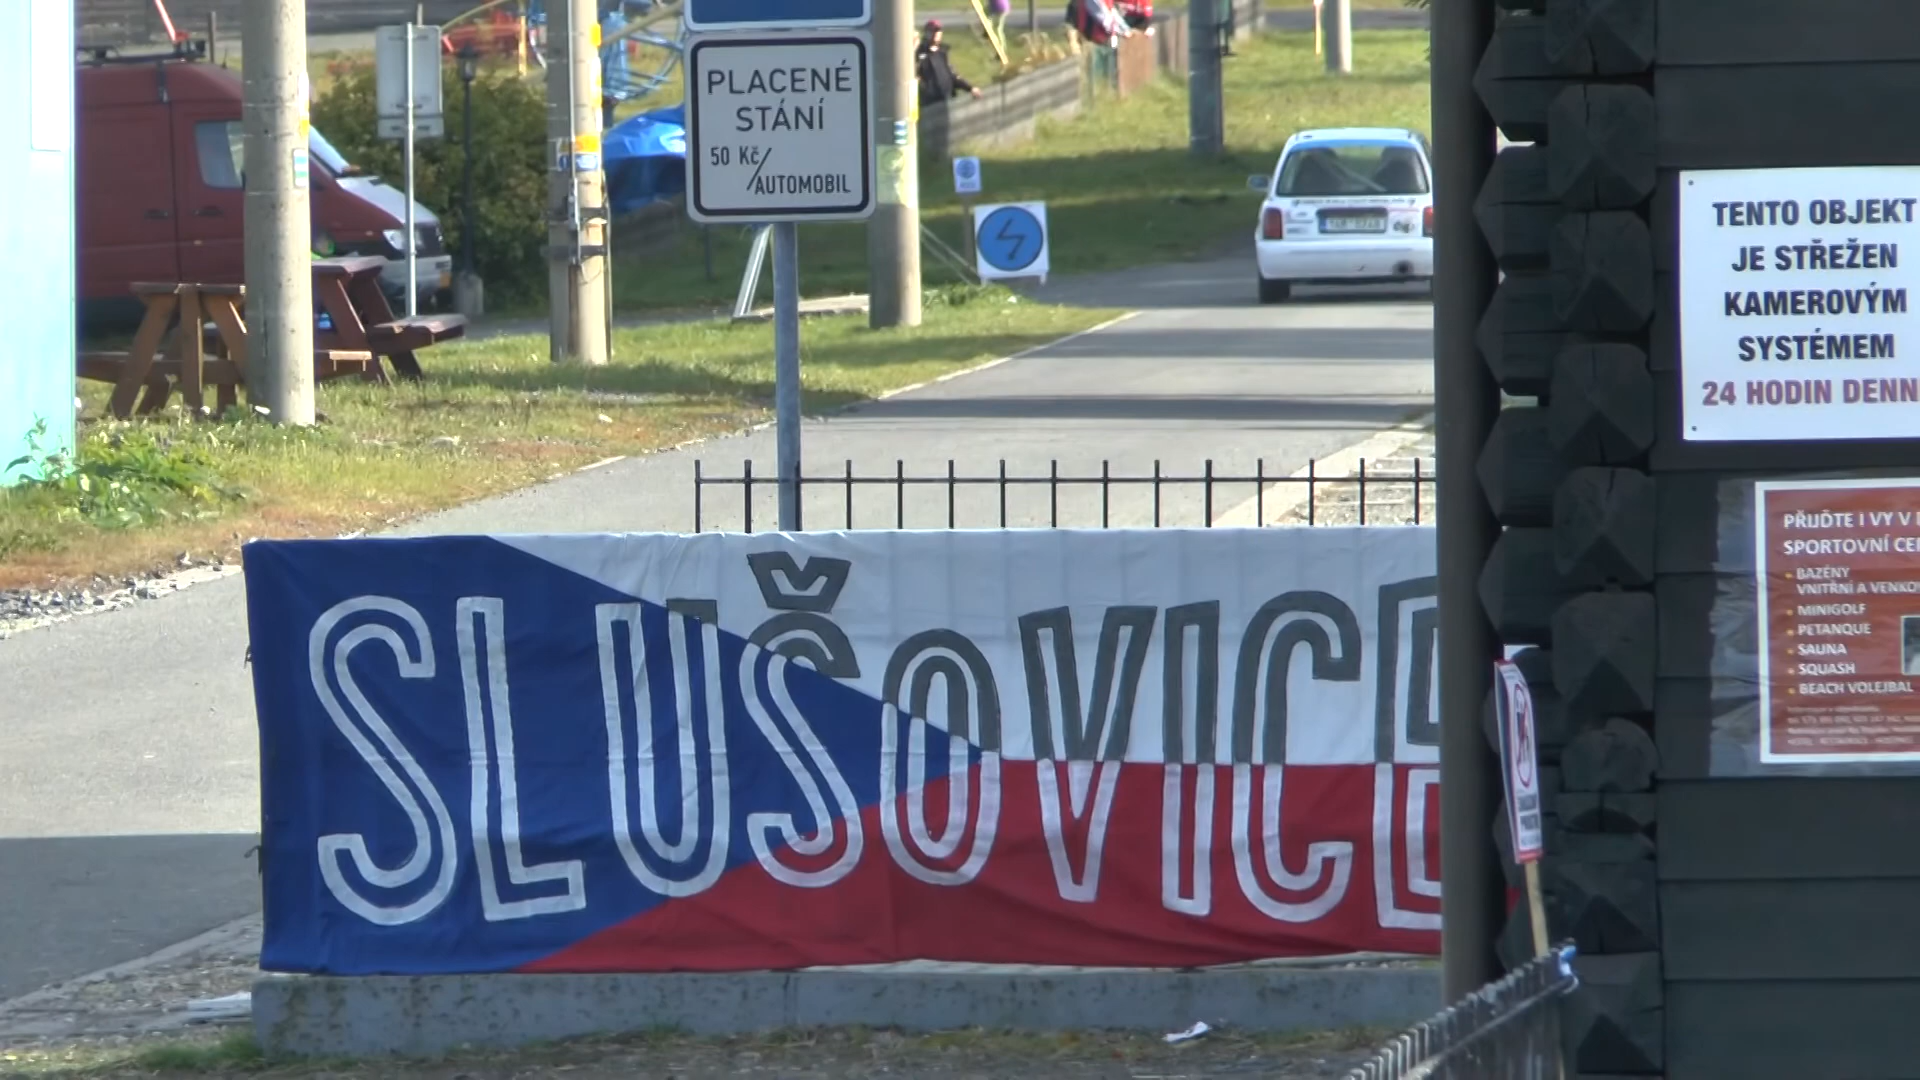 PLACENÉ
STÁNÍ
50 Kč/
AUTOMOBIL
TENTO OBJEKT
JE STŘEŽEN
KAMEROVÝM
SYSTÉMEM
24 HODIN DENN
PŘIJĎTE I VY V
SPORTOVNÍ CE
BAZÉNY
VNITŘNÍ A VENKO
MINIGOLF
PETANQUE
SAUNA
SQUASH
BEACH VOLEJBAL
SLUŠOVICE